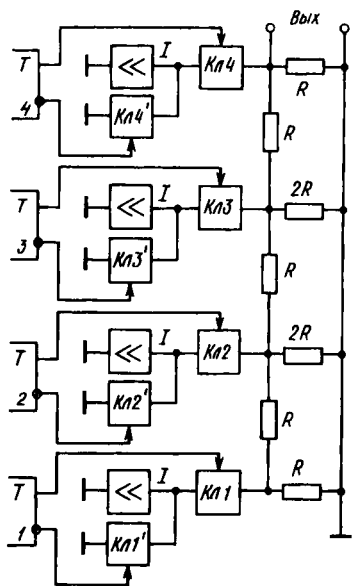 Вых
T I Кл4
<< R
4 Кл4'
R
T I Кл3 2R
<<
3 Кл3'
R
T I Кл2 2R
<<
2 Кл2'
R
T I Кл1 R
<<
1 Кл1'